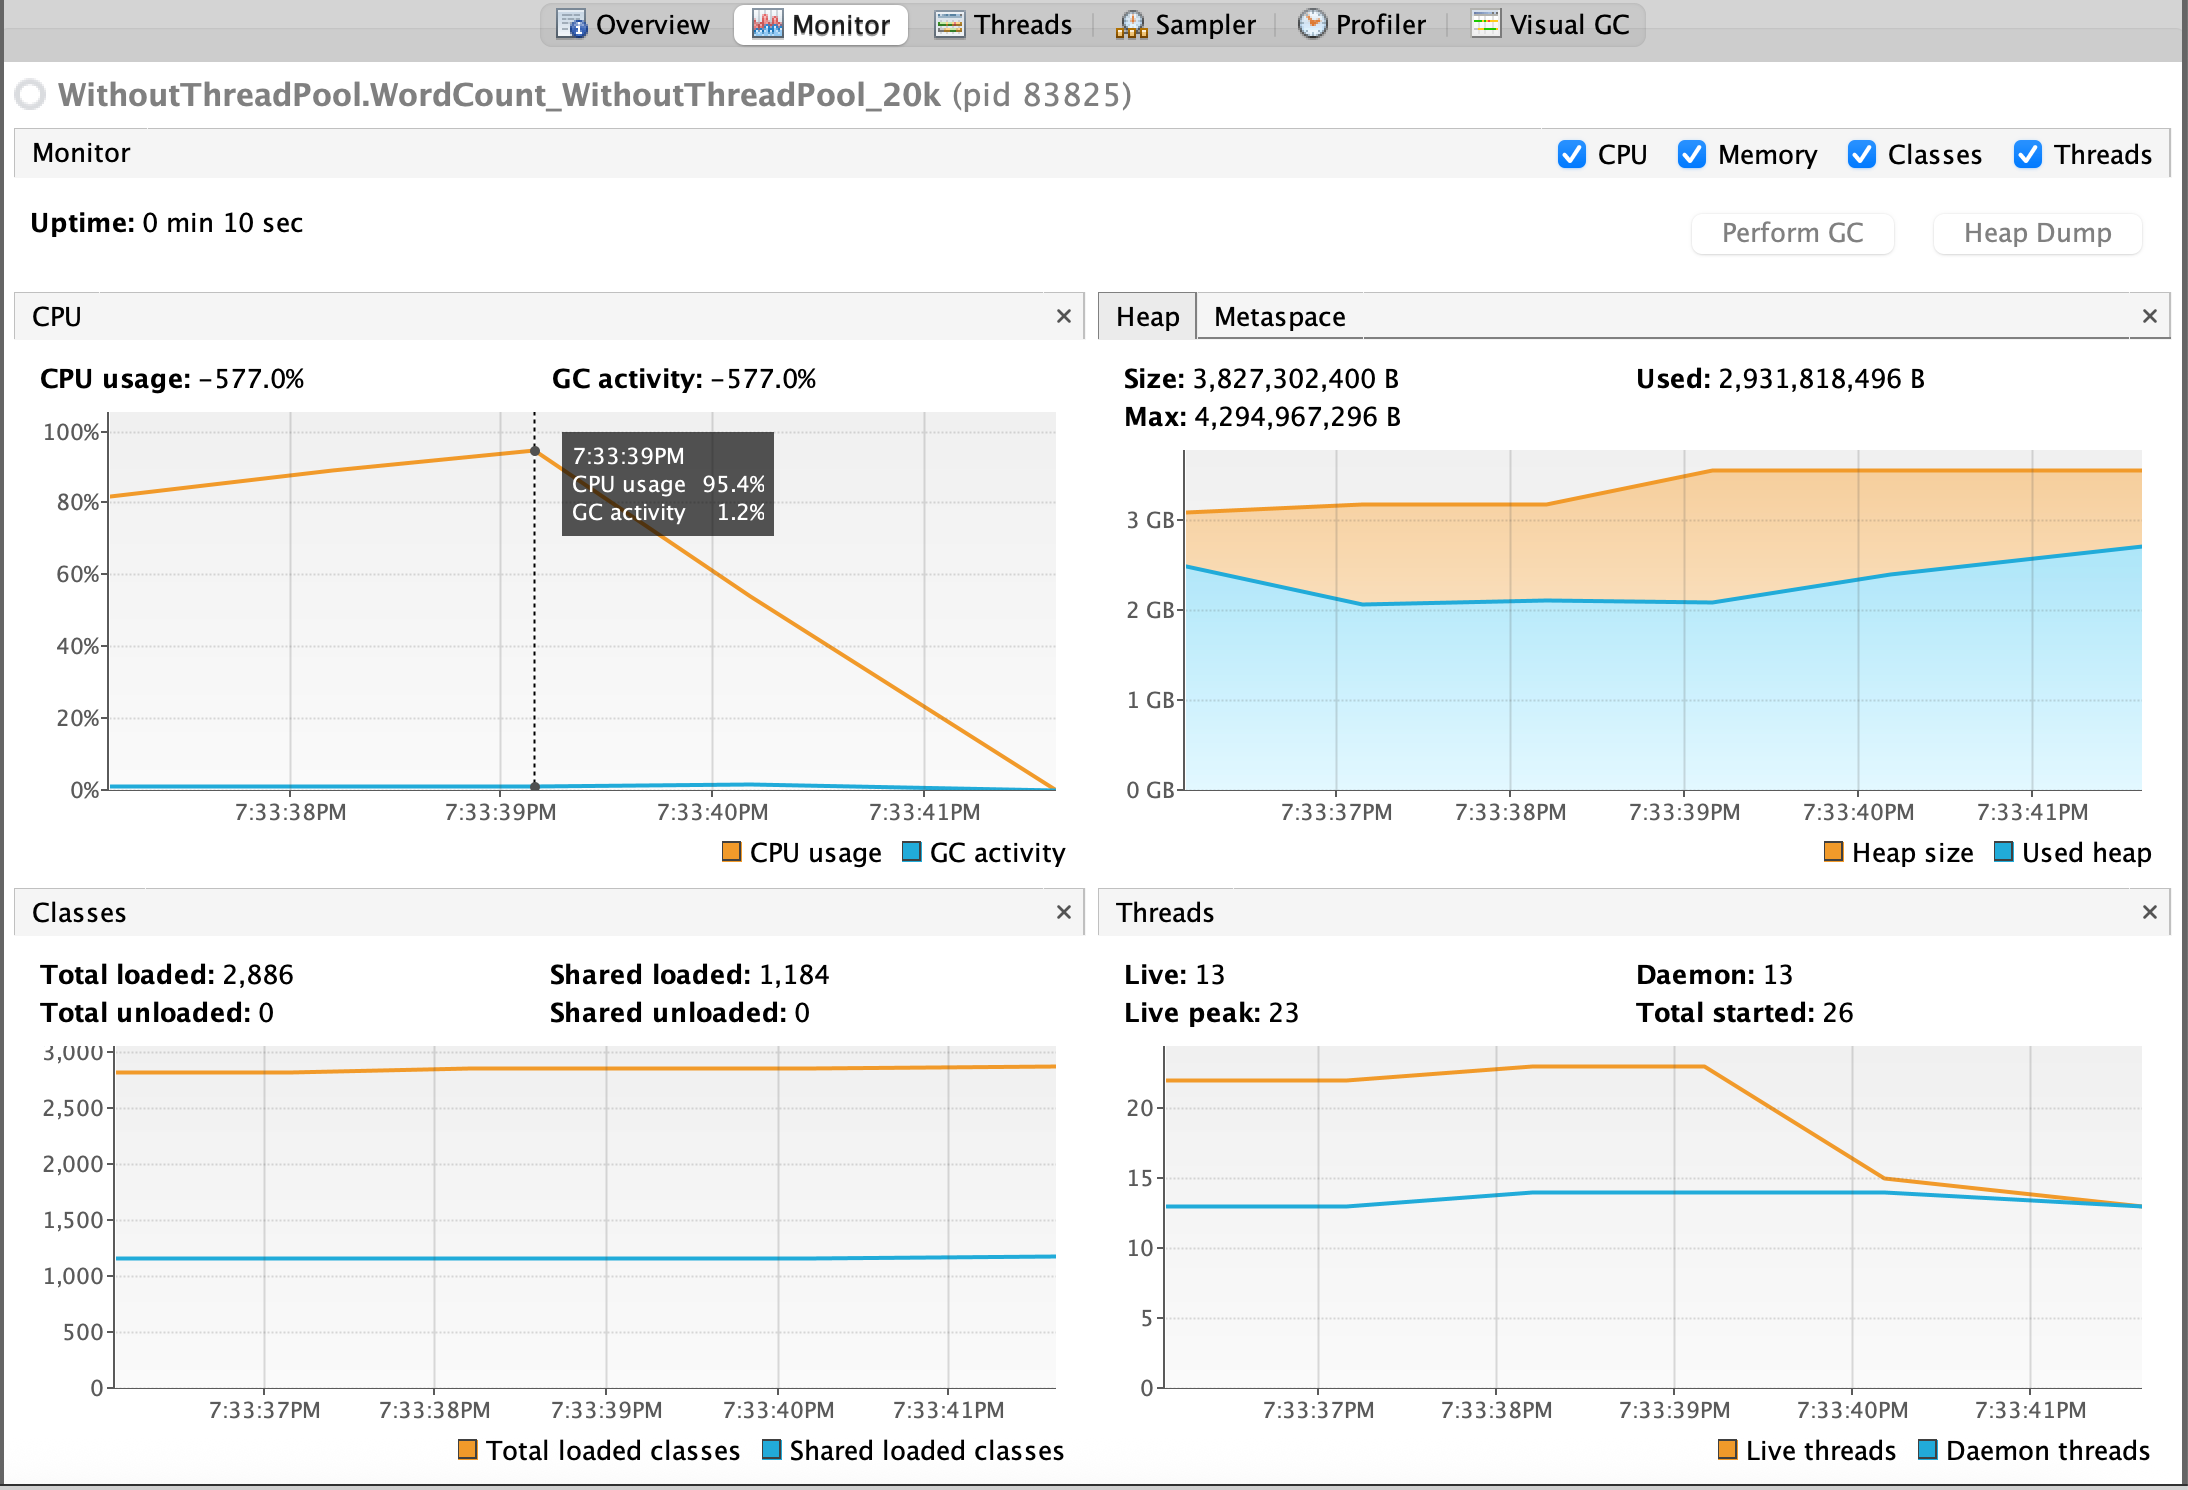 Overview Monitor Threads Sampler Profiler Visual GC
WithoutThreadPool.WordCount_WithoutThreadPool_20k (pid 83825)
Monitor
CPU Memory Classes Threads
Uptime: 0 min 10 sec
Perform GC Heap Dump
CPU ×
CPU usage: -577.0% GC activity: -577.0%
100%
80%
60%
40%
20%
0%
7:33:39PM
CPU usage 95.4%
GC activity 1.2%
7:33:38PM 7:33:39PM 7:33:40PM 7:33:41PM
CPU usage GC activity
Heap Metaspace ×
Size: 3,827,302,400 B Used: 2,931,818,496 B
Max: 4,294,967,296 B
3 GB
2 GB
1 GB
0 GB
7:33:37PM 7:33:38PM 7:33:39PM 7:33:40PM 7:33:41PM
Heap size Used heap
Classes ×
Total loaded: 2,886 Shared loaded: 1,184
Total unloaded: 0 Shared unloaded: 0
3,000
2,500
2,000
1,500
1,000
500
0
7:33:37PM 7:33:38PM 7:33:39PM 7:33:40PM 7:33:41PM
Total loaded classes Shared loaded classes
Threads ×
Live: 13 Daemon: 13
Live peak: 23 Total started: 26
20
15
10
5
0
7:33:37PM 7:33:38PM 7:33:39PM 7:33:40PM 7:33:41PM
Live threads Daemon threads